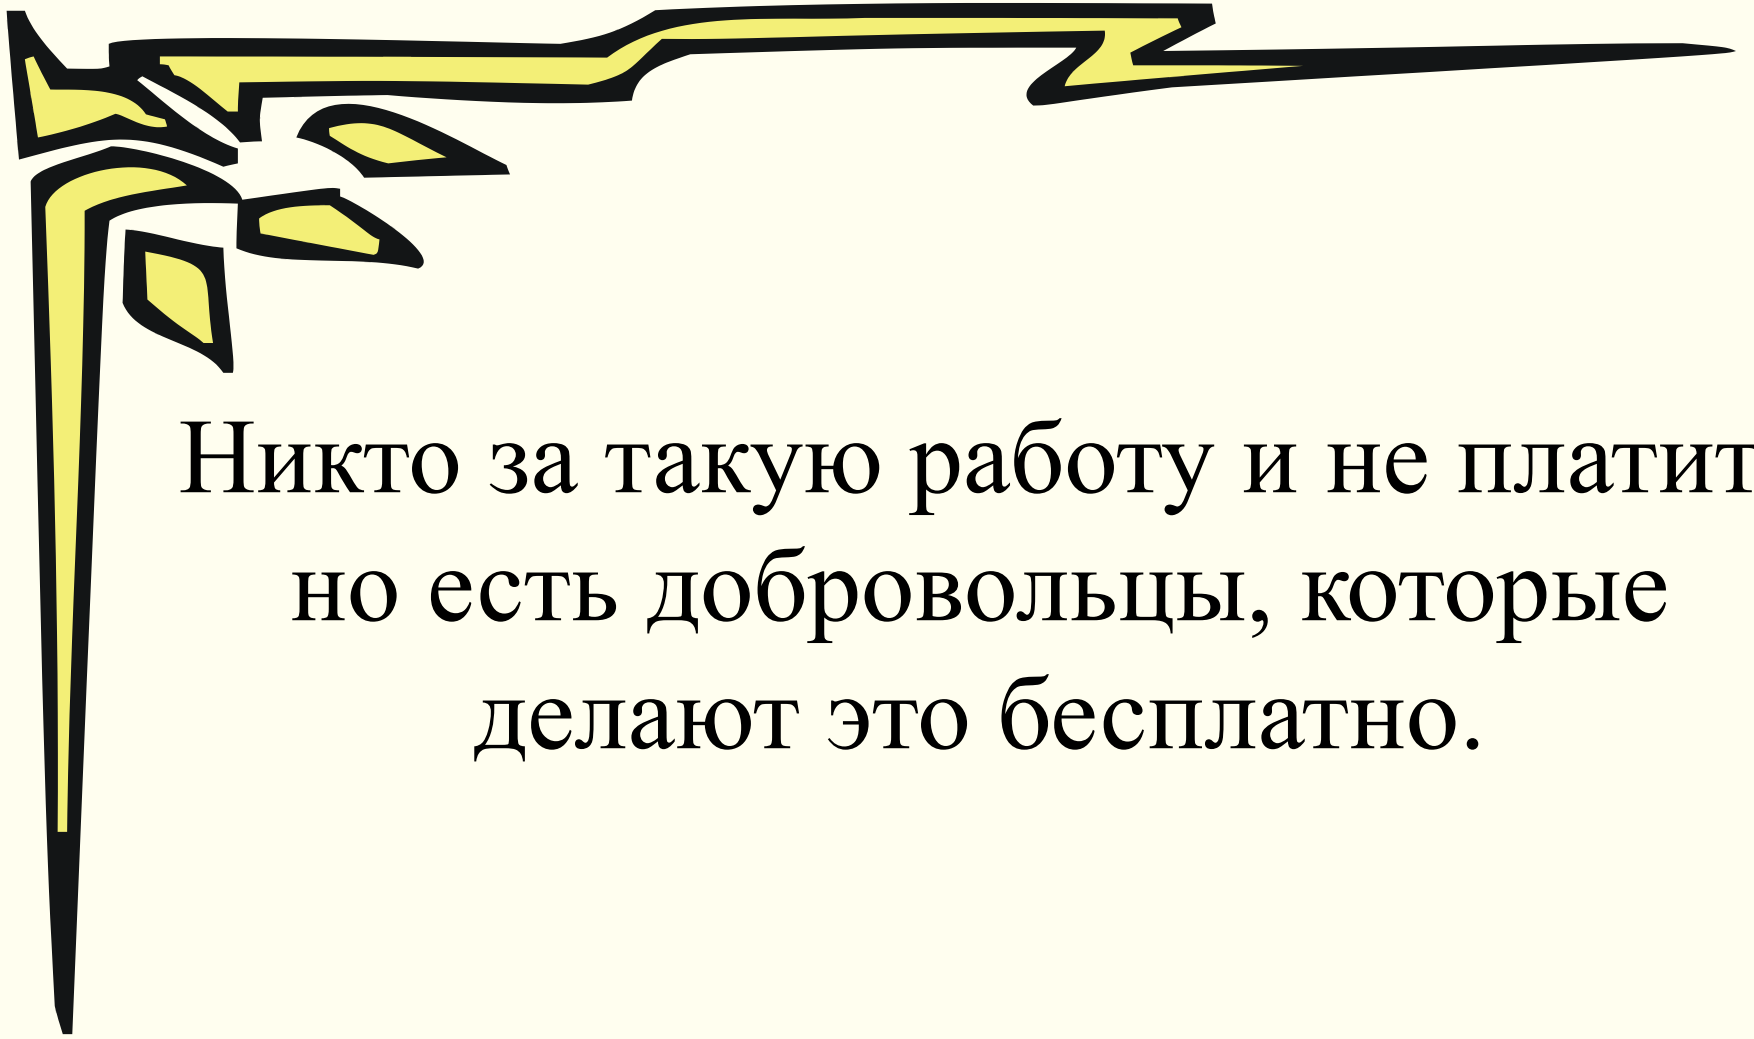 Никто за такую работу и не платит
но есть добровольцы, которые
делают это бесплатно.